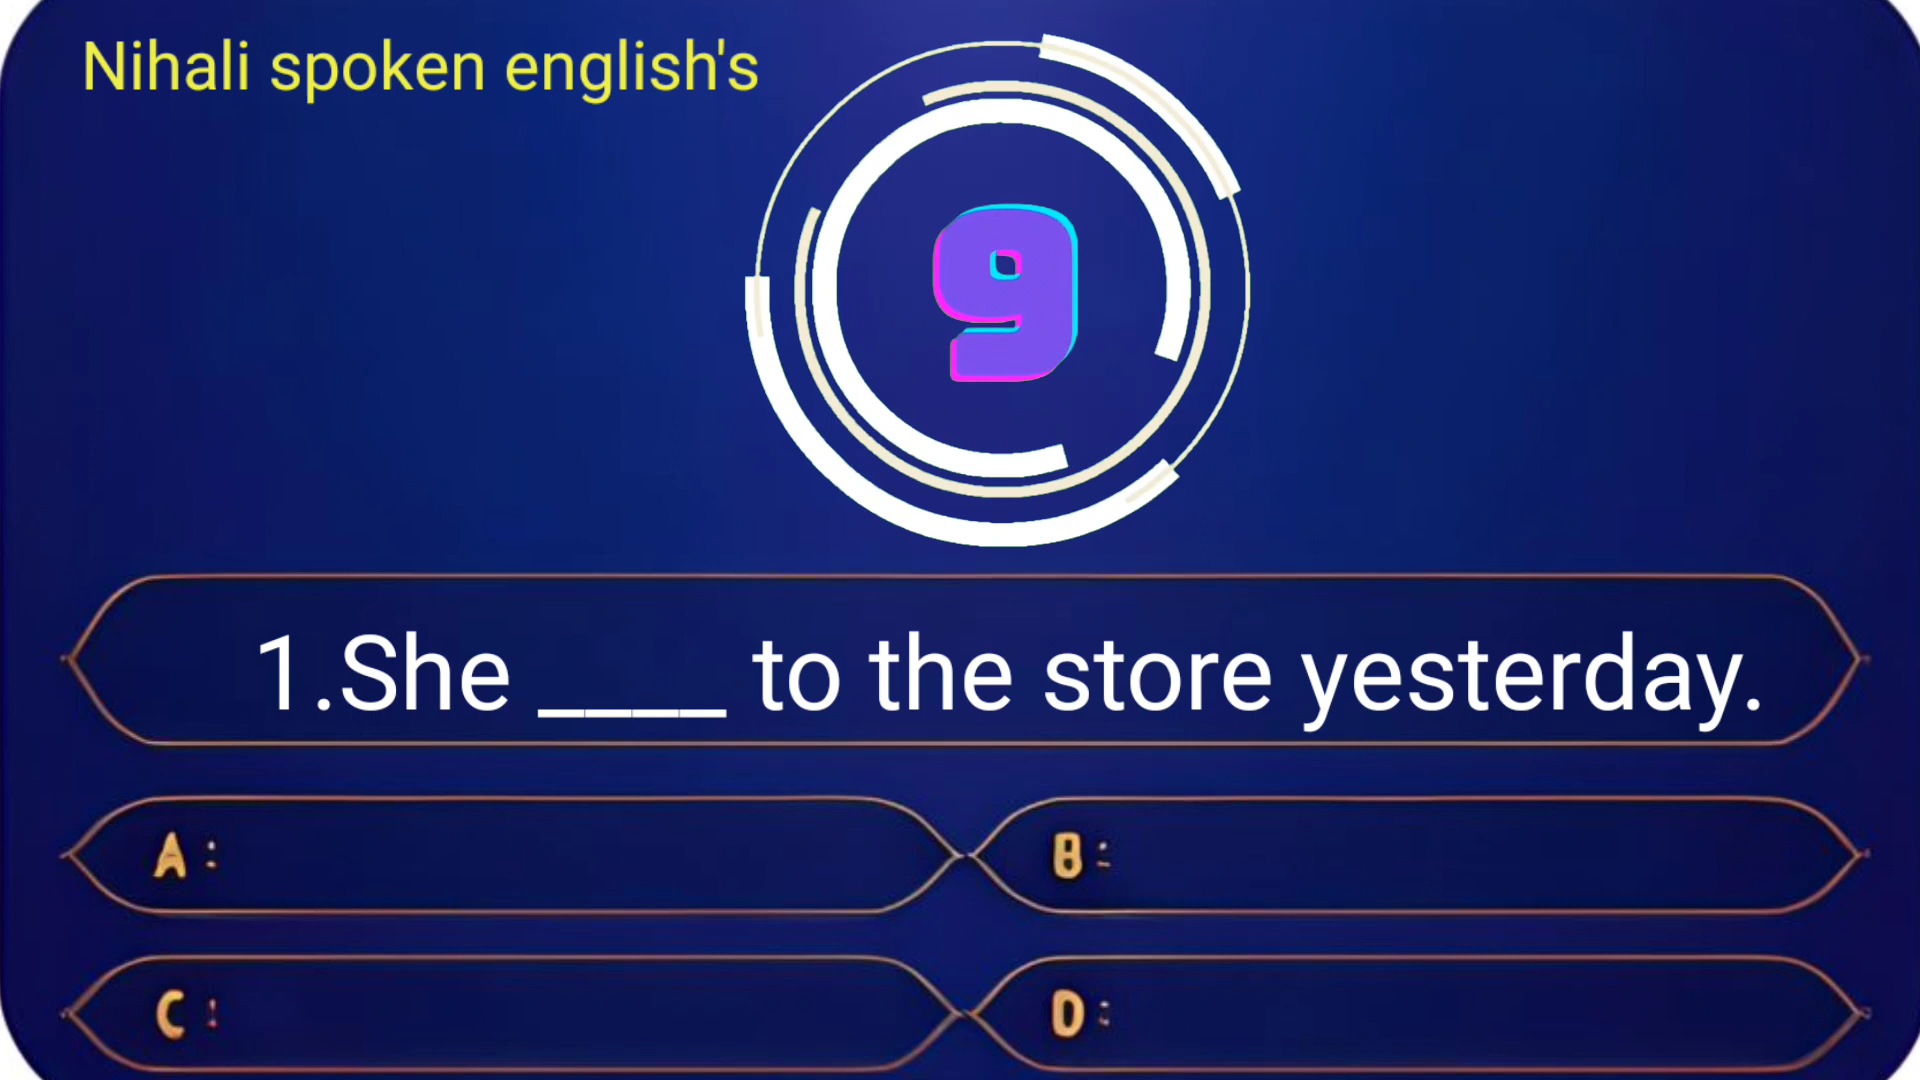 Nihali spoken english's
9
1.She ____ to the store yesterday.
A :
B :
C :
D :